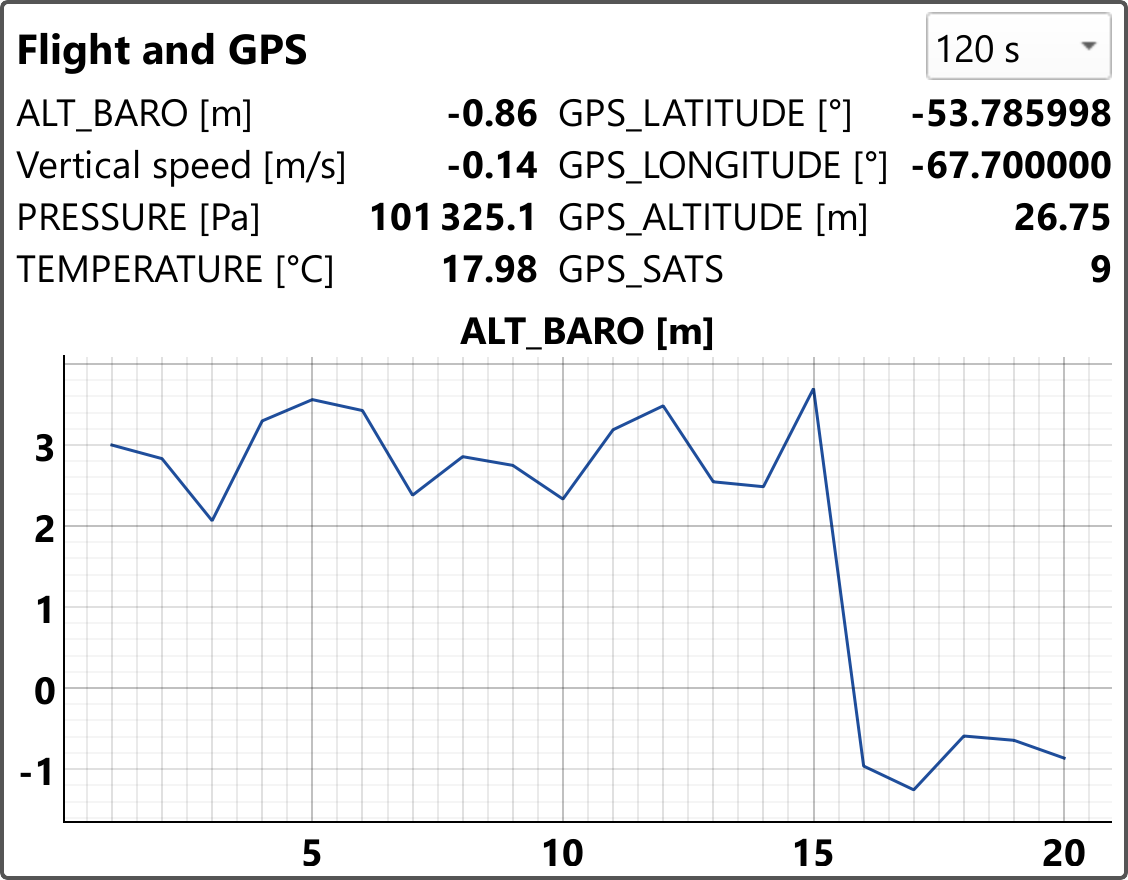 Flight and GPS 120 s
ALT_BARO [m] -0.86 GPS_LATITUDE [°] -53.785998
Vertical speed [m/s] -0.14 GPS_LONGITUDE [°] -67.700000
PRESSURE [Pa] 101 325.1 GPS_ALTITUDE [m] 26.75
TEMPERATURE [°C] 17.98 GPS_SATS 9
ALT_BARO [m]
3
2
1
0
-1
5 10 15 20